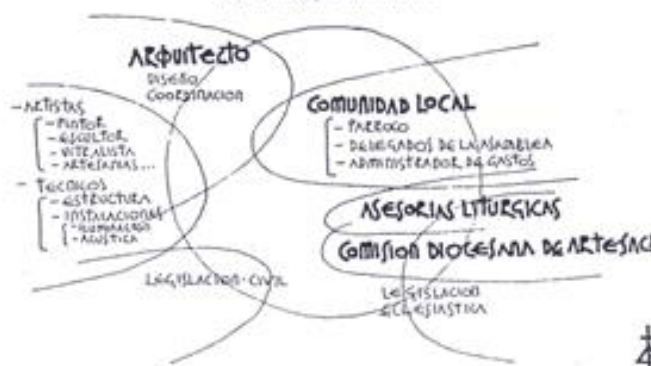 ARQUITECTO
DISEÑO
COORDINACION
COMUNIDAD LOCAL
- PARROCO
- DELEGADOS DE LA ASAMBLEA
- ADMINISTRADOR DE GASTOS
- ARTISTAS
- PINTOR
- ESCULTOR
- VITRALISTA
- ARTESANIAS...
- TECNICOS
- ESTRUCTURA
- INSTALACIONES
- ILUMINACION
- ACUSTICA
ASESORIAS LITURGICAS
COMISION DIOCESANA DE ARTE SAC
LEGISLACION CIVIL
LEGISLACION
ECLESIASTICA